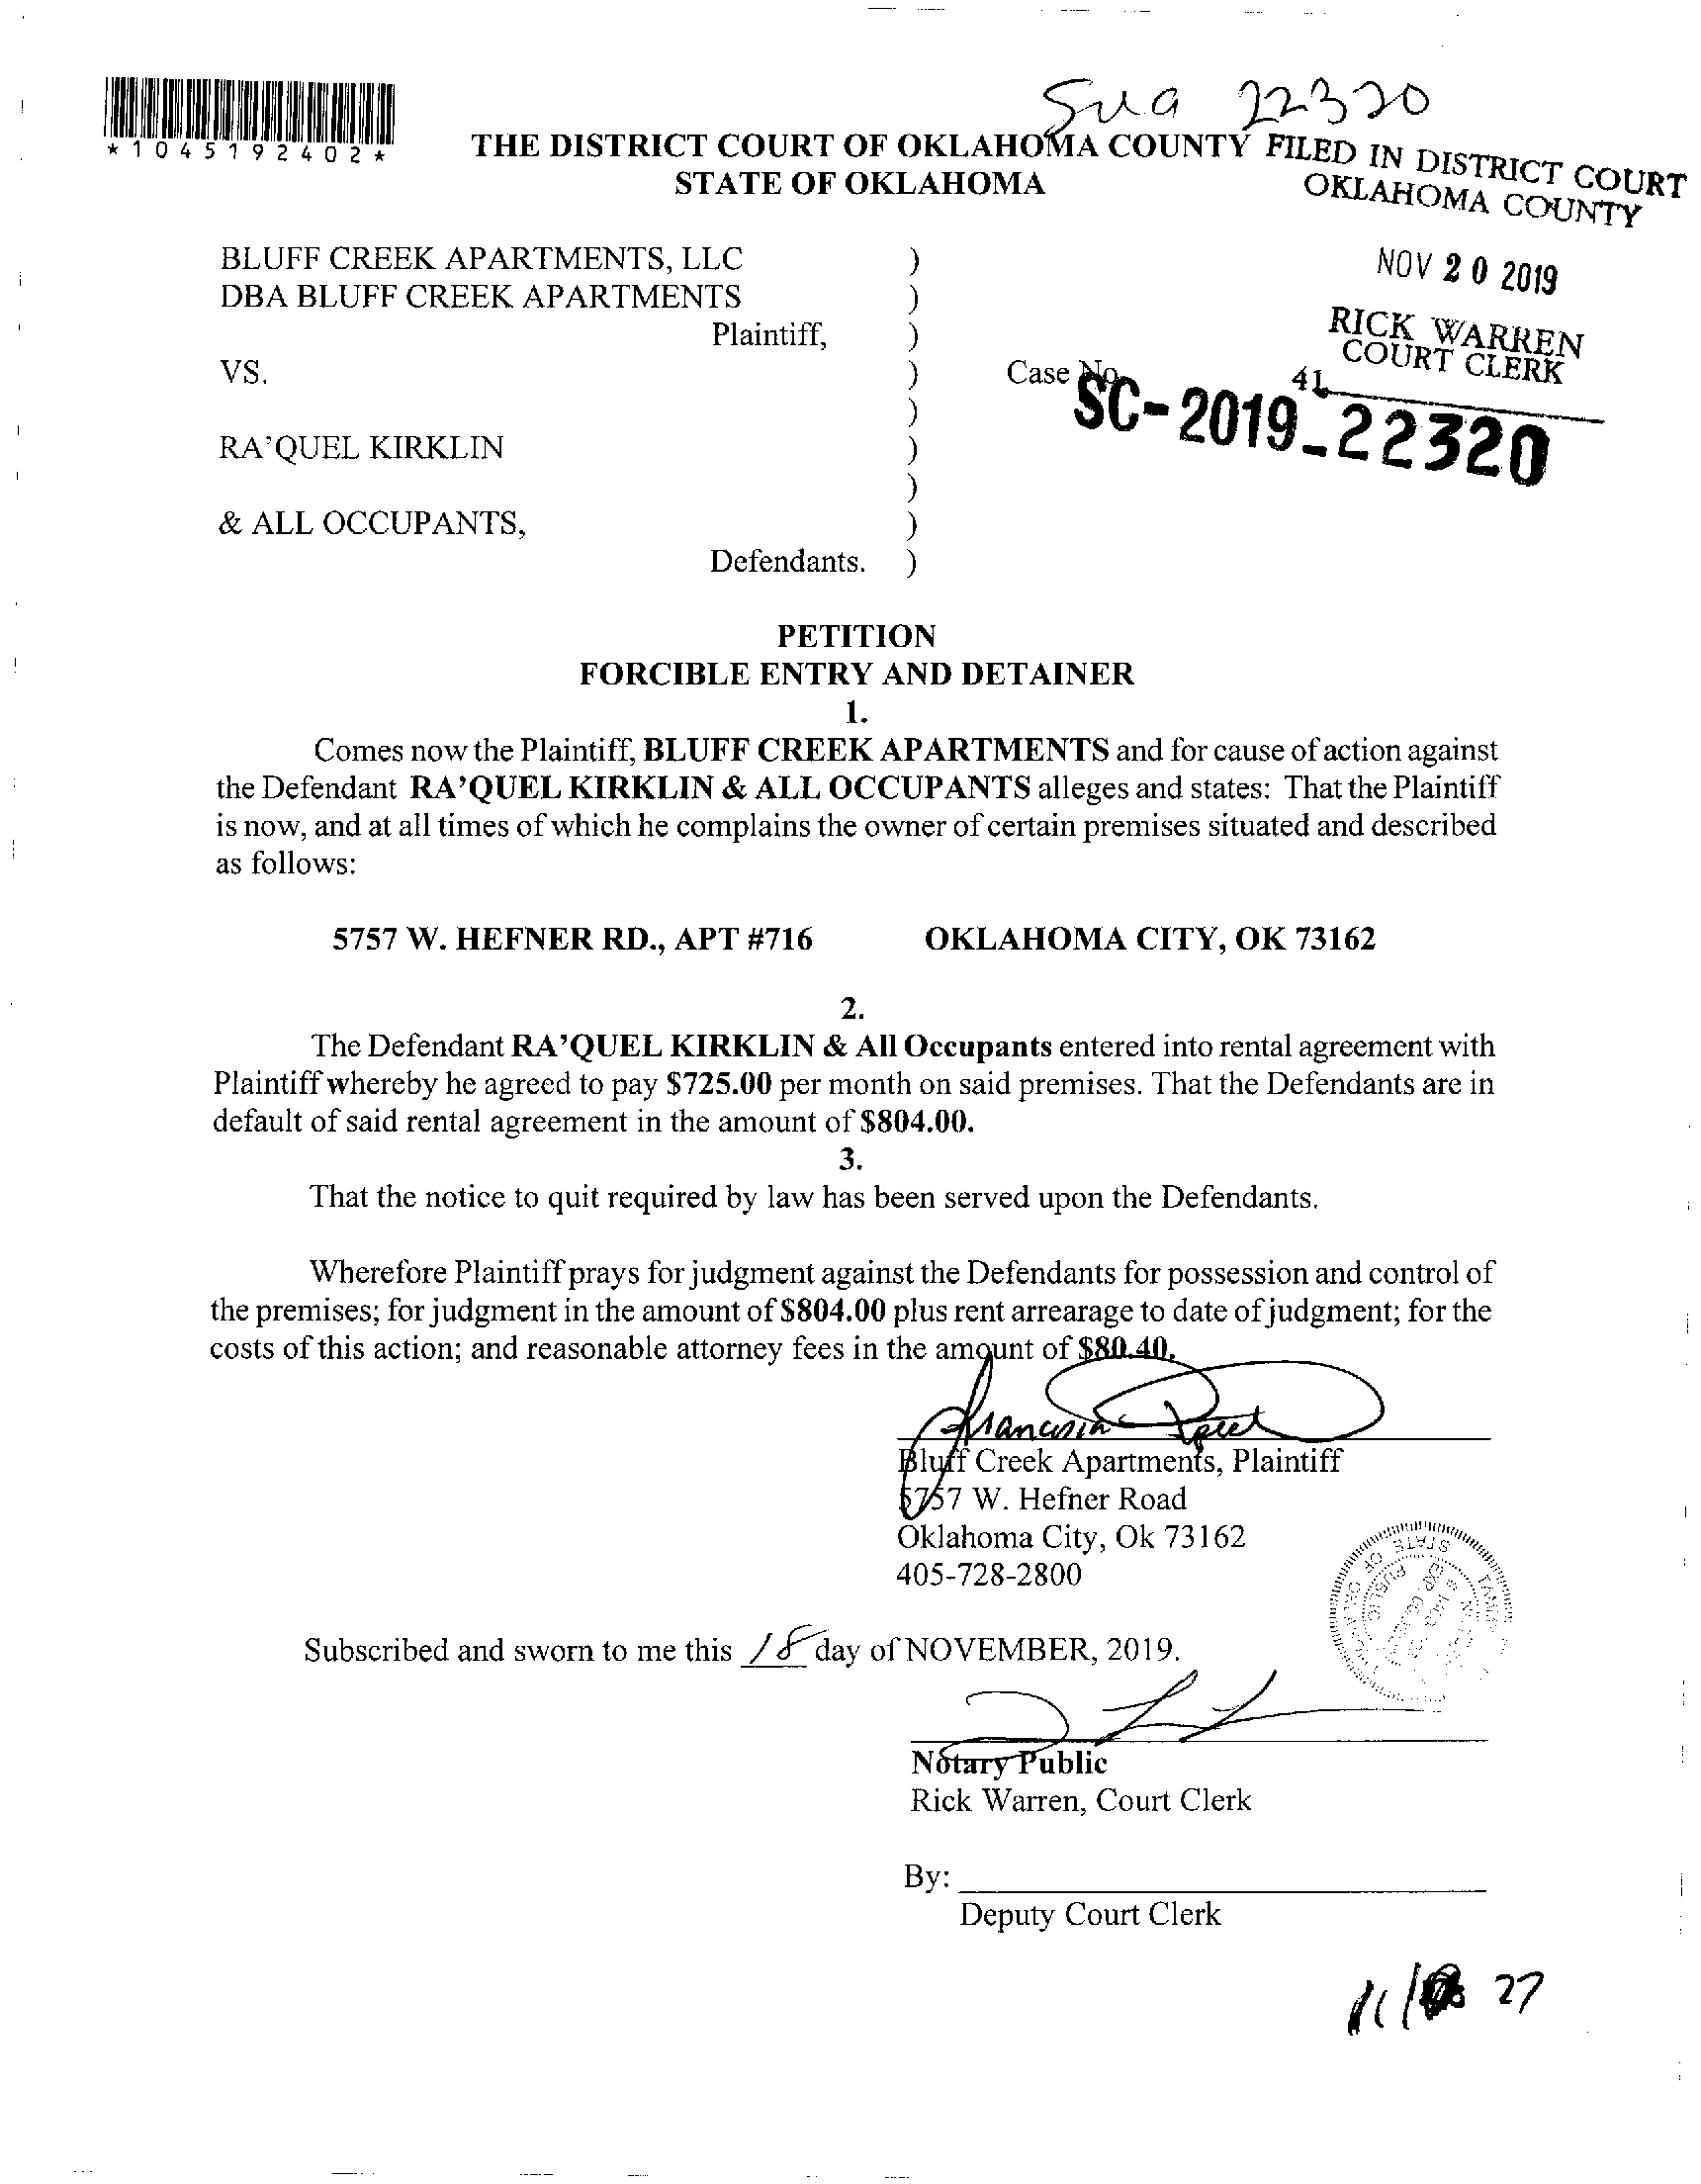 Sua 22320
*1045192402*
THE DISTRICT COURT OF OKLAHOMA COUNTY
STATE OF OKLAHOMA
FILED IN DISTRICT COURT
OKLAHOMA COUNTY
NOV 20 2019
RICK WARREN
COURT CLERK
41
BLUFF CREEK APARTMENTS, LLC )
DBA BLUFF CREEK APARTMENTS )
Plaintiff, )
VS. ) Case No.
SC-2019-22320
)
RA'QUEL KIRKLIN )
)
& ALL OCCUPANTS, )
Defendants. )
PETITION
FORCIBLE ENTRY AND DETAINER
1.
Comes now the Plaintiff, BLUFF CREEK APARTMENTS and for cause of action against
the Defendant RA'QUEL KIRKLIN & ALL OCCUPANTS alleges and states: That the Plaintiff
is now, and at all times of which he complains the owner of certain premises situated and described
as follows:
5757 W. HEFNER RD., APT #716 OKLAHOMA CITY, OK 73162
2.
The Defendant RA'QUEL KIRKLIN & All Occupants entered into rental agreement with
Plaintiff whereby he agreed to pay $725.00 per month on said premises. That the Defendants are in
default of said rental agreement in the amount of $804.00.
3.
That the notice to quit required by law has been served upon the Defendants.
Wherefore Plaintiff prays for judgment against the Defendants for possession and control of
the premises; for judgment in the amount of $804.00 plus rent arrearage to date of judgment; for the
costs of this action; and reasonable attorney fees in the amount of $80.40.
Bluff Creek Apartments, Plaintiff
5757 W. Hefner Road
Oklahoma City, Ok 73162
405-728-2800
Subscribed and sworn to me this 18 day of NOVEMBER, 2019.
Notary Public
Rick Warren, Court Clerk
By:
Deputy Court Clerk
11/ 27